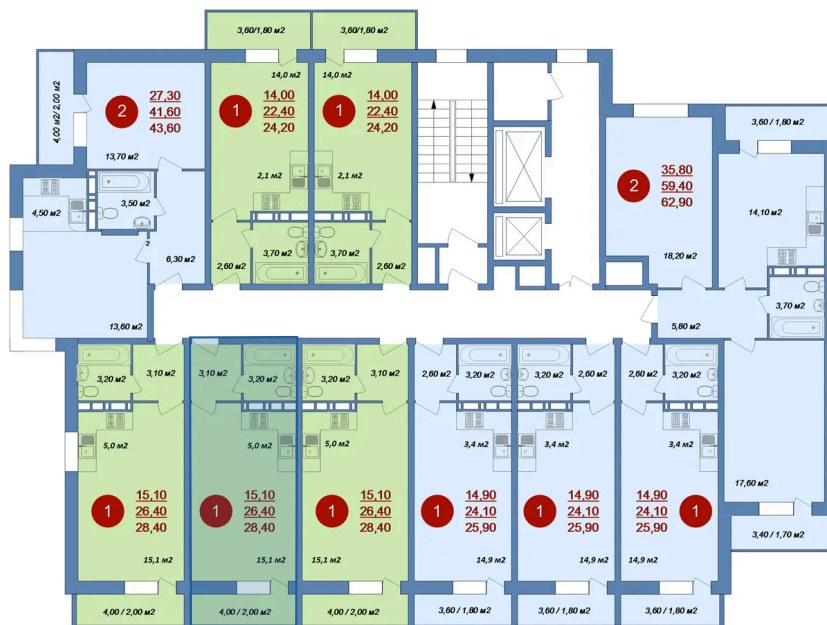 3,60/1,80 м2
3,60/1,80 м2
4,00 м2/ 2,00 м2
2
27,30
41,60
43,60
13,70 м2
14,0 м2
1
14,00
22,40
24,20
2,1 м2
14,0 м2
1
14,00
22,40
24,20
2,1 м2
3,60 / 1,80 м2
2
35,80
59,40
62,90
18,20 м2
14,10 м2
4,50 м2
3,50 м2
2
6,30 м2
13,60 м2
2,60 м2
3,70 м2
3,70 м2
2,60 м2
5,80 м2
3,70 м2
17,60 м2
3,40 / 1,70 м2
3,20 м2
3,10 м2
3,10 м2
3,20 м2
3,20 м2
3,10 м2
2,60 м2
3,20 м2
3,20 м2
2,60 м2
2,60 м2
3,20 м2
5,0 м2
5,0 м2
5,0 м2
3,4 м2
3,4 м2
3,4 м2
1
15,10
26,40
28,40
1
15,10
26,40
28,40
1
15,10
26,40
28,40
1
14,90
24,10
25,90
1
14,90
24,10
25,90
14,90
24,10
25,90
1
15,1 м2
15,1 м2
15,1 м2
14,9 м2
14,9 м2
14,9 м2
4,00 / 2,00 м2
4,00 / 2,00 м2
4,00 / 2,00 м2
3,60 / 1,80 м2
3,60 / 1,80 м2
3,60 / 1,80 м2